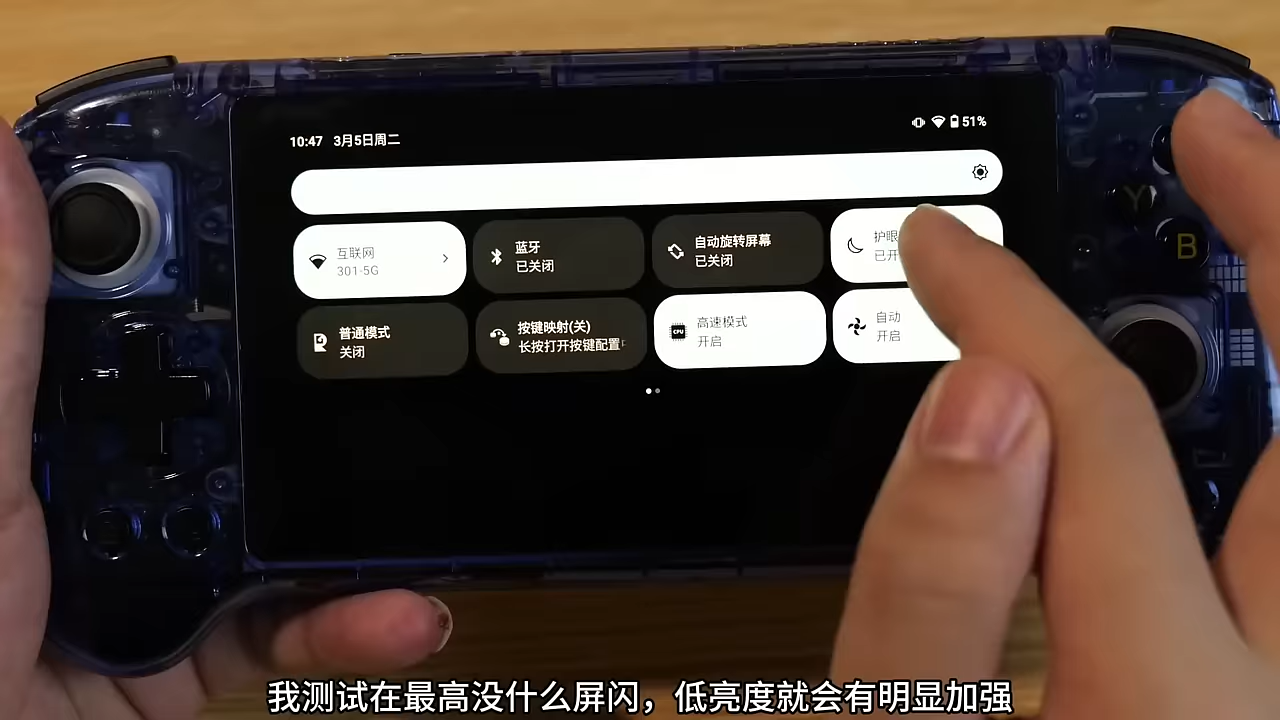 10:47 3月5日周二
51%
互联网
301-5G
蓝牙
已关闭
自动旋转屏幕
已关闭
护眼
已开
普通模式
关闭
按键映射(关)
长按打开按键配置
CPU
高速模式
开启
自动
开启
Y
B
我测试在最高没什么屏闪，低亮度就会有明显加强